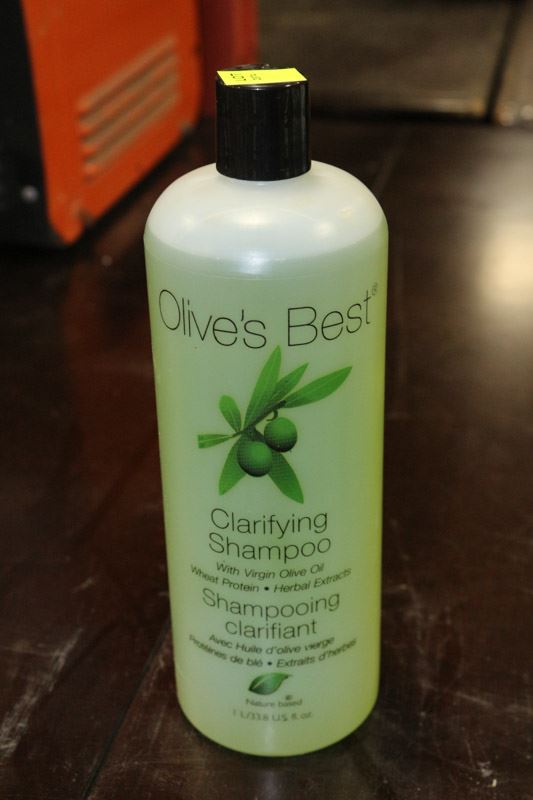 Olive's Best®
Clarifying
Shampoo
With Virgin Olive Oil
Wheat Protein • Herbal Extracts
Shampooing
clarifiant
Avec Huile d'olive vierge
Protéines de blé • Extraits d'herbes
Nature based®
1 L/33.8 U.S. fl. oz.